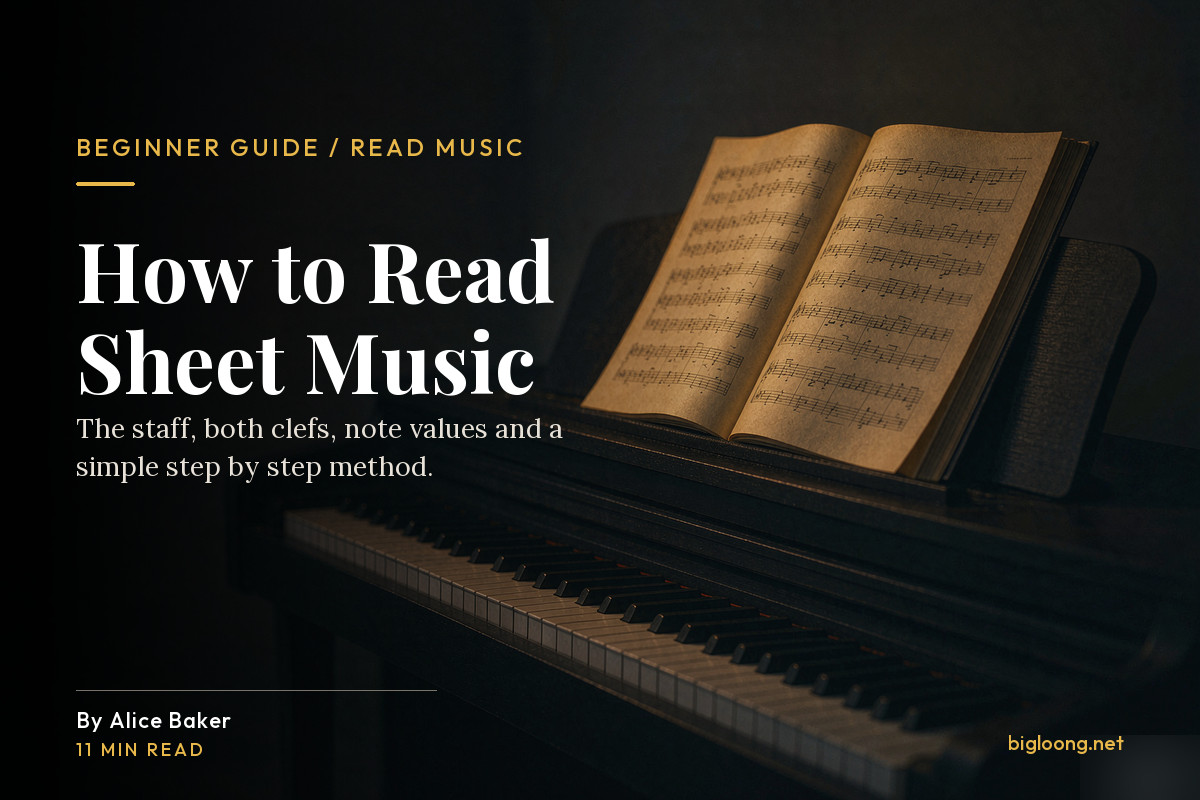 BEGINNER GUIDE / READ MUSIC
How to Read
Sheet Music
The staff, both clefs, note values and a
simple step by step method.
By Alice Baker
11 MIN READ
bigloong.net